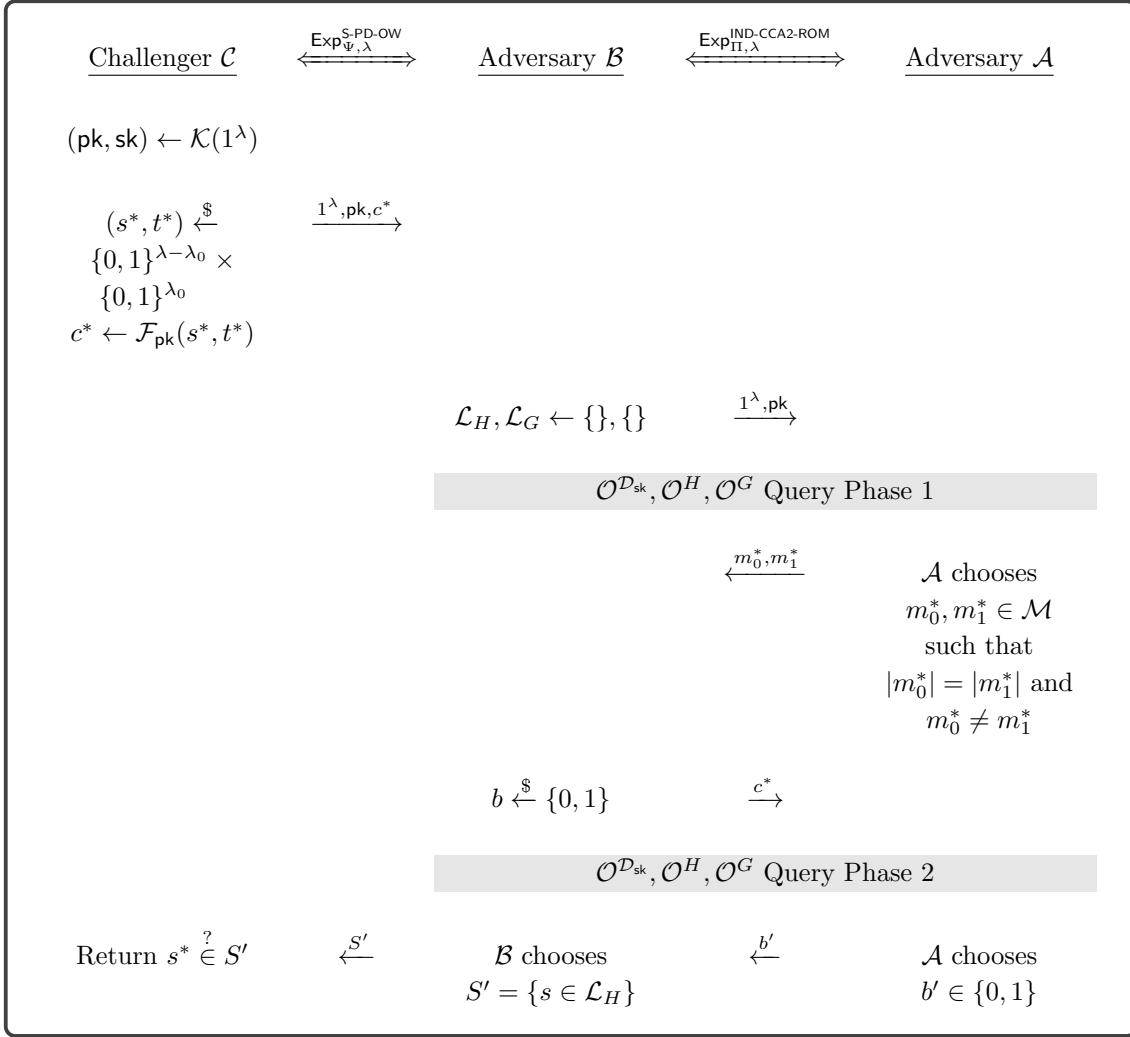 Challenger 𝒞 ⟺ Exp^{S-PD-OW}_{Ψ,λ} Adversary ℬ ⟺ Exp^{IND-CCA2-ROM}_{Π,λ} Adversary 𝒜
(pk, sk) ← 𝒦(1^λ)
(s*, t*) ←$ 1^λ,pk,c* →
{0, 1}^{λ−λ₀} ×
{0, 1}^{λ₀}
c* ← ℱ_pk(s*, t*)
ℒ_H, ℒ_G ← {}, {} 1^λ,pk →
𝒪^{𝒟_sk}, 𝒪^H, 𝒪^G Query Phase 1
← m₀*,m₁* 𝒜 chooses
m₀*, m₁* ∈ ℳ
such that
|m₀*| = |m₁*| and
m₀* ≠ m₁*
b ←$ {0, 1} c* →
𝒪^{𝒟_sk}, 𝒪^H, 𝒪^G Query Phase 2
Return s* ∈? S′ ← S′ ℬ chooses ← b′ 𝒜 chooses
S′ = {s ∈ ℒ_H} b′ ∈ {0, 1}